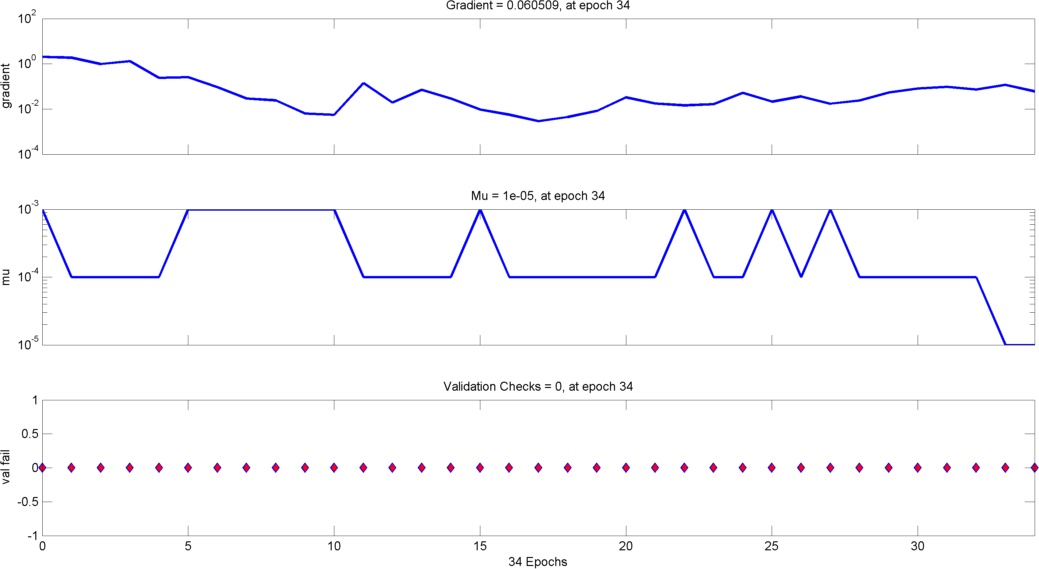 Gradient = 0.060509, at epoch 34
10^2
10^0
10^-2
10^-4
gradient
Mu = 1e-05, at epoch 34
10^-3
10^-4
10^-5
mu
Validation Checks = 0, at epoch 34
1
0.5
0
-0.5
-1
val fail
0 5 10 15 20 25 30
34 Epochs